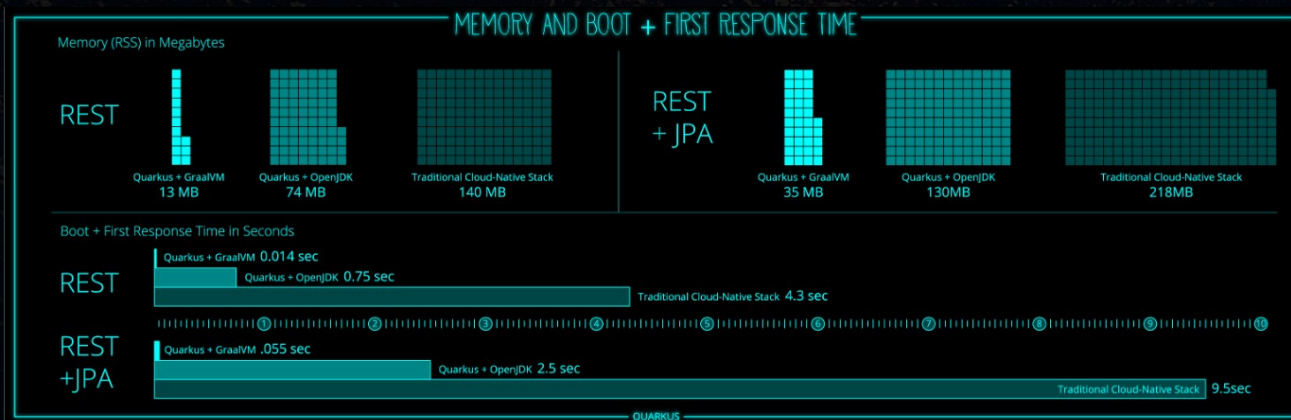 MEMORY AND BOOT + FIRST RESPONSE TIME
Memory (RSS) in Megabytes
REST
Quarkus + GraalVM
13 MB
Quarkus + OpenJDK
74 MB
Traditional Cloud-Native Stack
140 MB
REST
+ JPA
Quarkus + GraalVM
35 MB
Quarkus + OpenJDK
130MB
Traditional Cloud-Native Stack
218MB
Boot + First Response Time in Seconds
REST
Quarkus + GraalVM 0.014 sec
Quarkus + OpenJDK 0.75 sec
Traditional Cloud-Native Stack 4.3 sec
1 2 3 4 5 6 7 8 9 10
REST
+JPA
Quarkus + GraalVM .055 sec
Quarkus + OpenJDK 2.5 sec
Traditional Cloud-Native Stack 9.5sec
QUARKUS